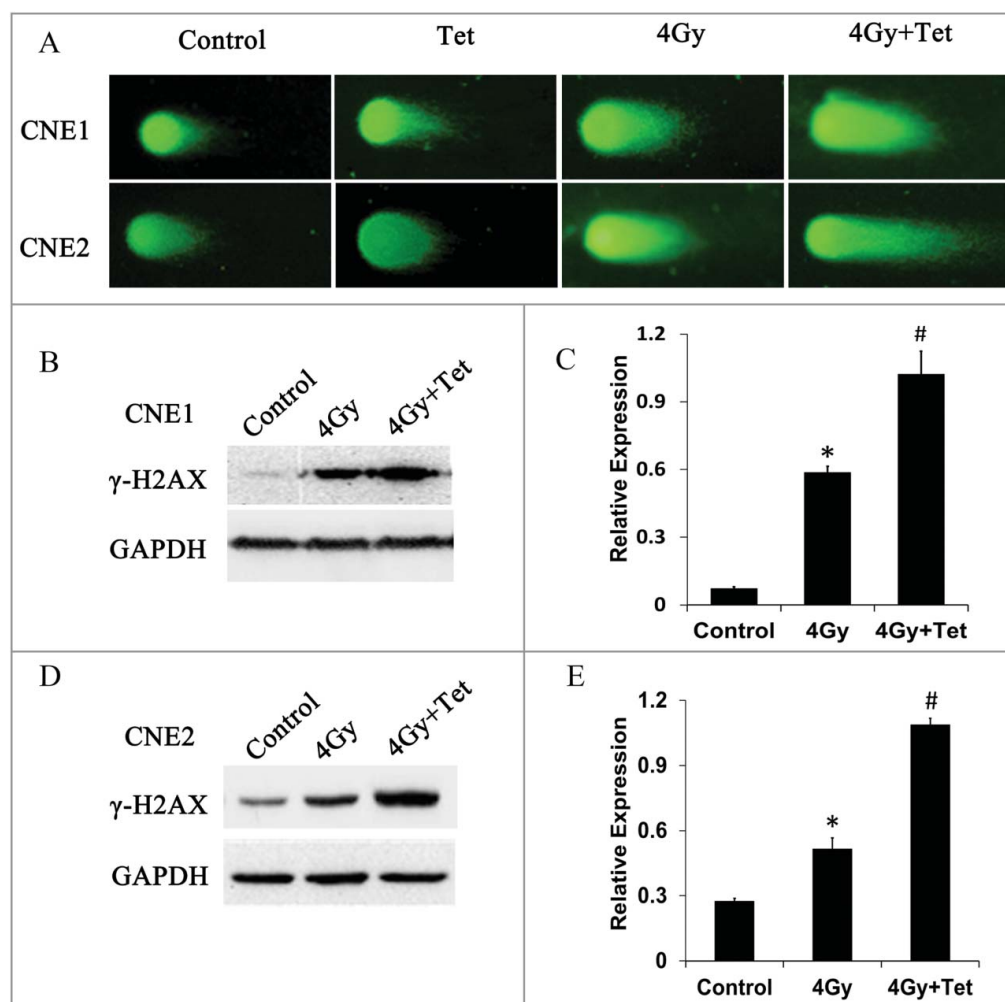 A
Control Tet 4Gy 4Gy+Tet
CNE1
CNE2
B
CNE1
Control 4Gy 4Gy+Tet
γ-H2AX
GAPDH
C
Relative Expression
1.2
0.9
0.6
0.3
0
*
#
Control 4Gy 4Gy+Tet
D
CNE2
Control 4Gy 4Gy+Tet
γ-H2AX
GAPDH
E
Relative Expression
1.2
0.9
0.6
0.3
0
*
#
Control 4Gy 4Gy+Tet